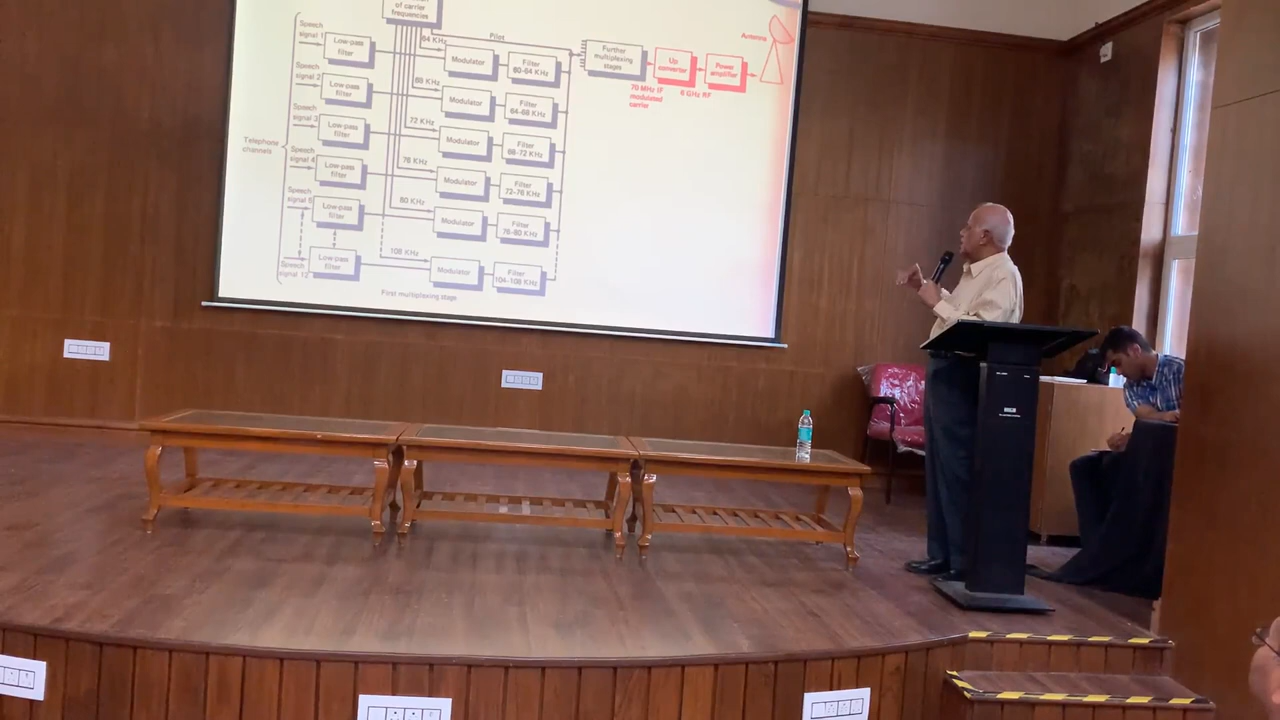 of carrier
frequencies
Speech
signal 1
Low-pass
filter
64 KHz
Modulator
Filter
60-64 KHz
Pilot
Further
multiplexing
stages
Up
converter
Power
amplifier
Antenna
70 MHz IF
modulated
carrier
6 GHz RF
Speech
signal 2
Low-pass
filter
68 KHz
Modulator
Filter
64-68 KHz
Speech
signal 3
Low-pass
filter
72 KHz
Modulator
Filter
68-72 KHz
Telephone
channels
Speech
signal 4
Low-pass
filter
76 KHz
Modulator
Filter
72-76 KHz
Speech
signal 5
Low-pass
filter
80 KHz
Modulator
Filter
76-80 KHz
Speech
signal 12
Low-pass
filter
108 KHz
Modulator
Filter
104-108 KHz
First multiplexing stage